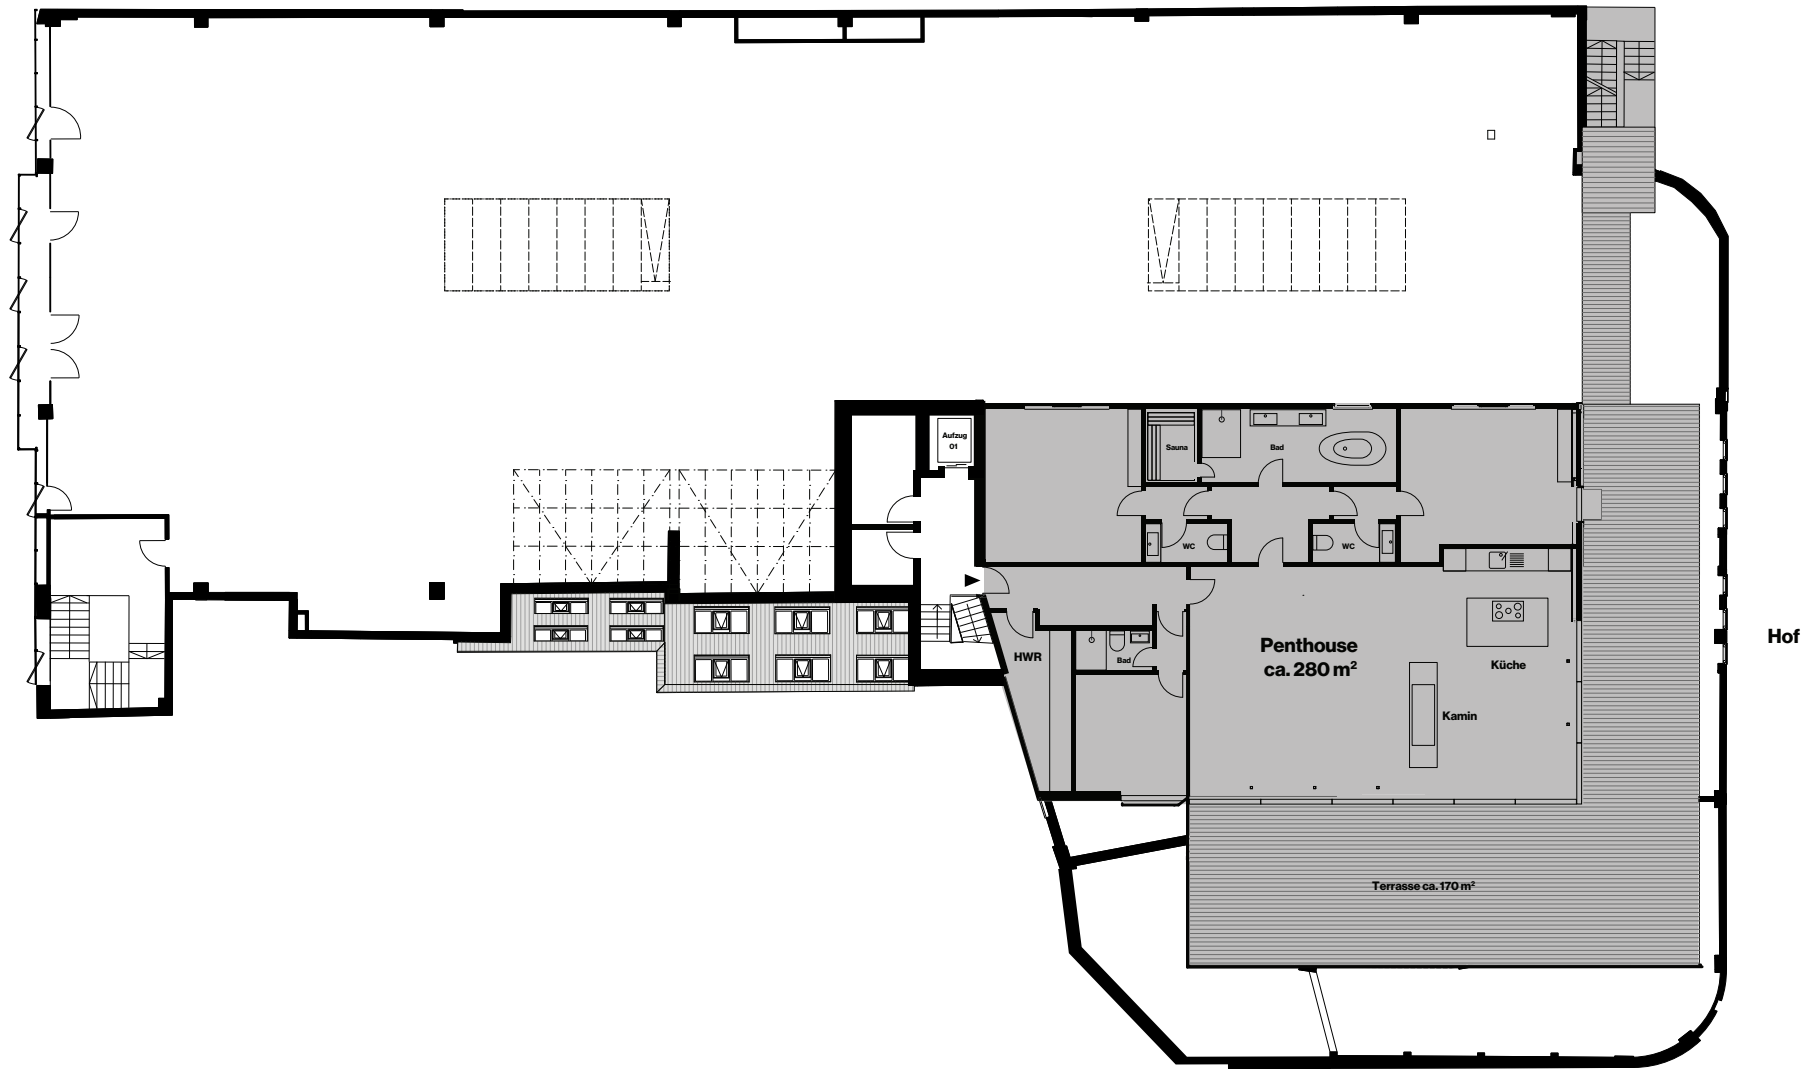 Aufzug
01
Sauna
Bad
WC
WC
Penthouse
ca. 280 m²
HWR
Bad
Küche
Kamin
Hof
Terrasse ca. 170 m²